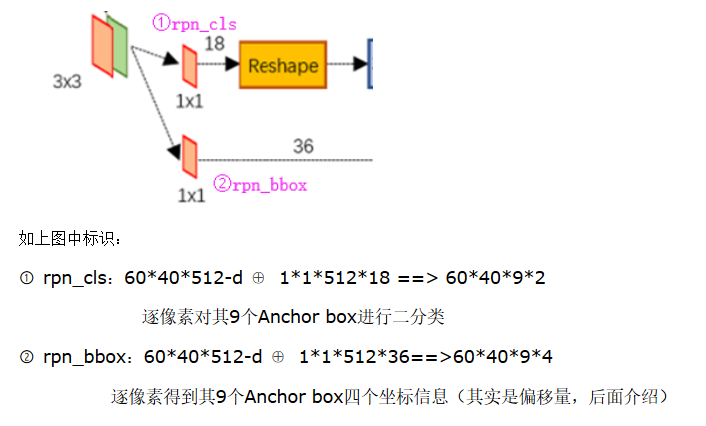 ①rpn_cls
18
Reshape
3x3
1x1
36
1x1
②rpn_bbox
如上图中标识：
① rpn_cls：60*40*512-d ⊕ 1*1*512*18 ==> 60*40*9*2
逐像素对其9个Anchor box进行二分类
② rpn_bbox：60*40*512-d ⊕ 1*1*512*36==>60*40*9*4
逐像素得到其9个Anchor box四个坐标信息（其实是偏移量，后面介绍）